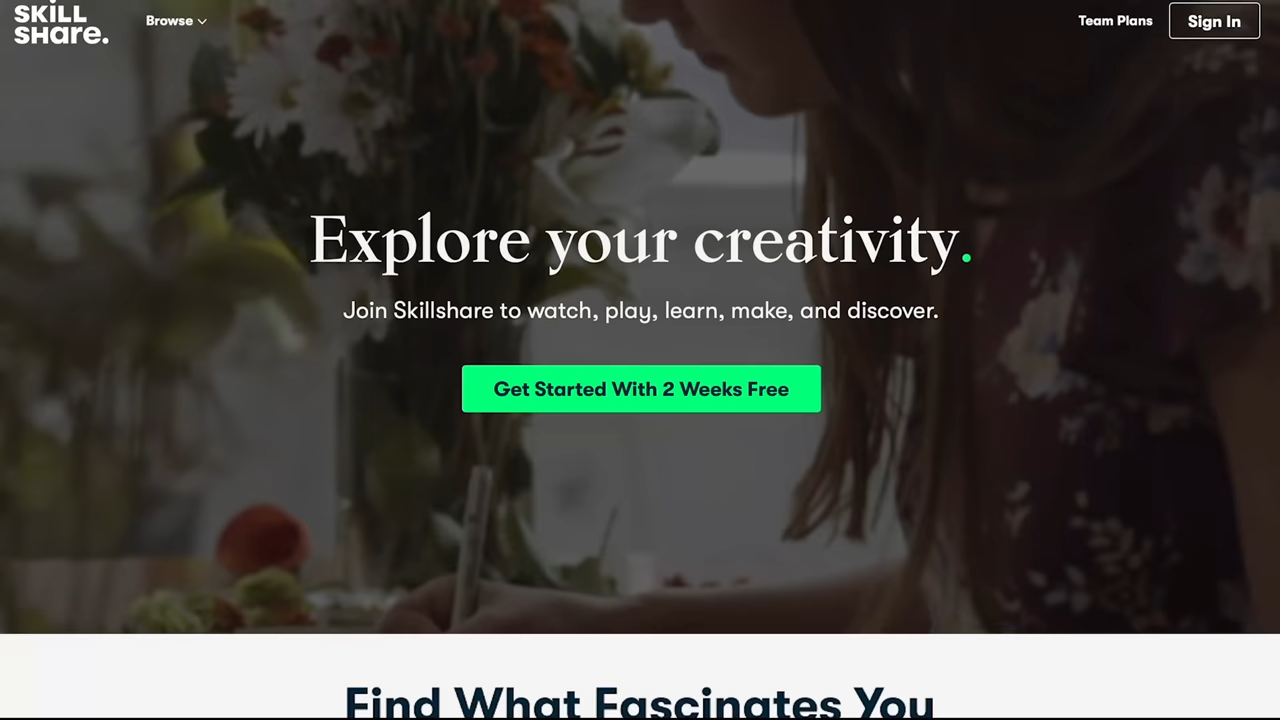 SKiLL
SHare.
Browse
Team Plans
Sign In
Explore your creativity.
Join Skillshare to watch, play, learn, make, and discover.
Get Started With 2 Weeks Free
Find What Fascinates You